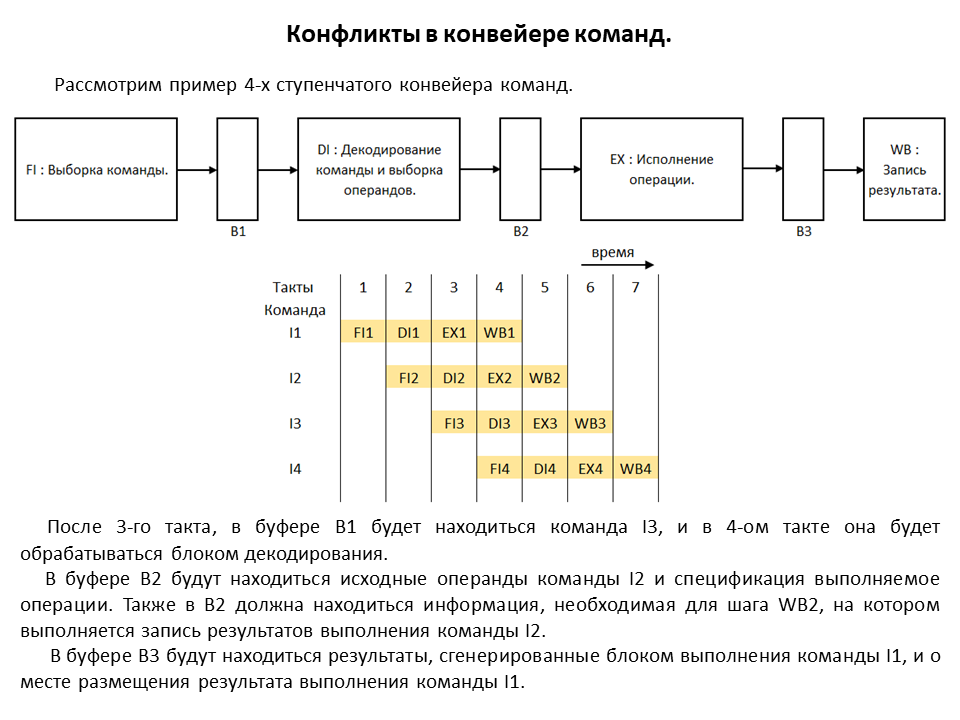 Конфликты в конвейере команд.
Рассмотрим пример 4-х ступенчатого конвейера команд.
FI : Выборка команды.
B1
DI : Декодирование
команды и выборка
операндов.
B2
EX : Исполнение
операции.
B3
WB :
Запись
результата.
время
Такты 1 2 3 4 5 6 7
Команда
I1 FI1 DI1 EX1 WB1
I2 FI2 DI2 EX2 WB2
I3 FI3 DI3 EX3 WB3
I4 FI4 DI4 EX4 WB4
После 3-го такта, в буфере B1 будет находиться команда I3, и в 4-ом такте она будет
обрабатываться блоком декодирования.
В буфере B2 будут находиться исходные операнды команды I2 и спецификация выполняемое
операции. Также в B2 должна находиться информация, необходимая для шага WB2, на котором
выполняется запись результатов выполнения команды I2.
В буфере B3 будут находиться результаты, сгенерированные блоком выполнения команды I1, и о
месте размещения результата выполнения команды I1.